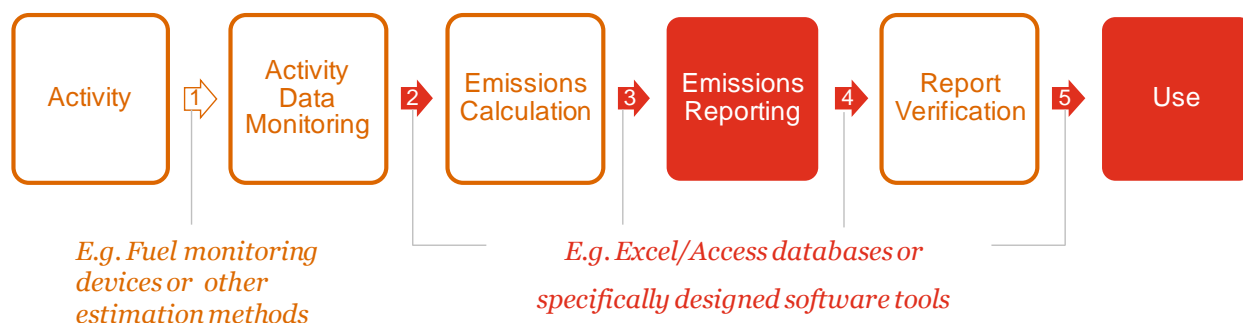 Activity
1
Activity
Data
Monitoring
2
Emissions
Calculation
3
Emissions
Reporting
4
Report
Verification
5
Use
E.g. Fuel monitoring
devices or other
estimation methods
E.g. Excel/Access databases or
specifically designed software tools